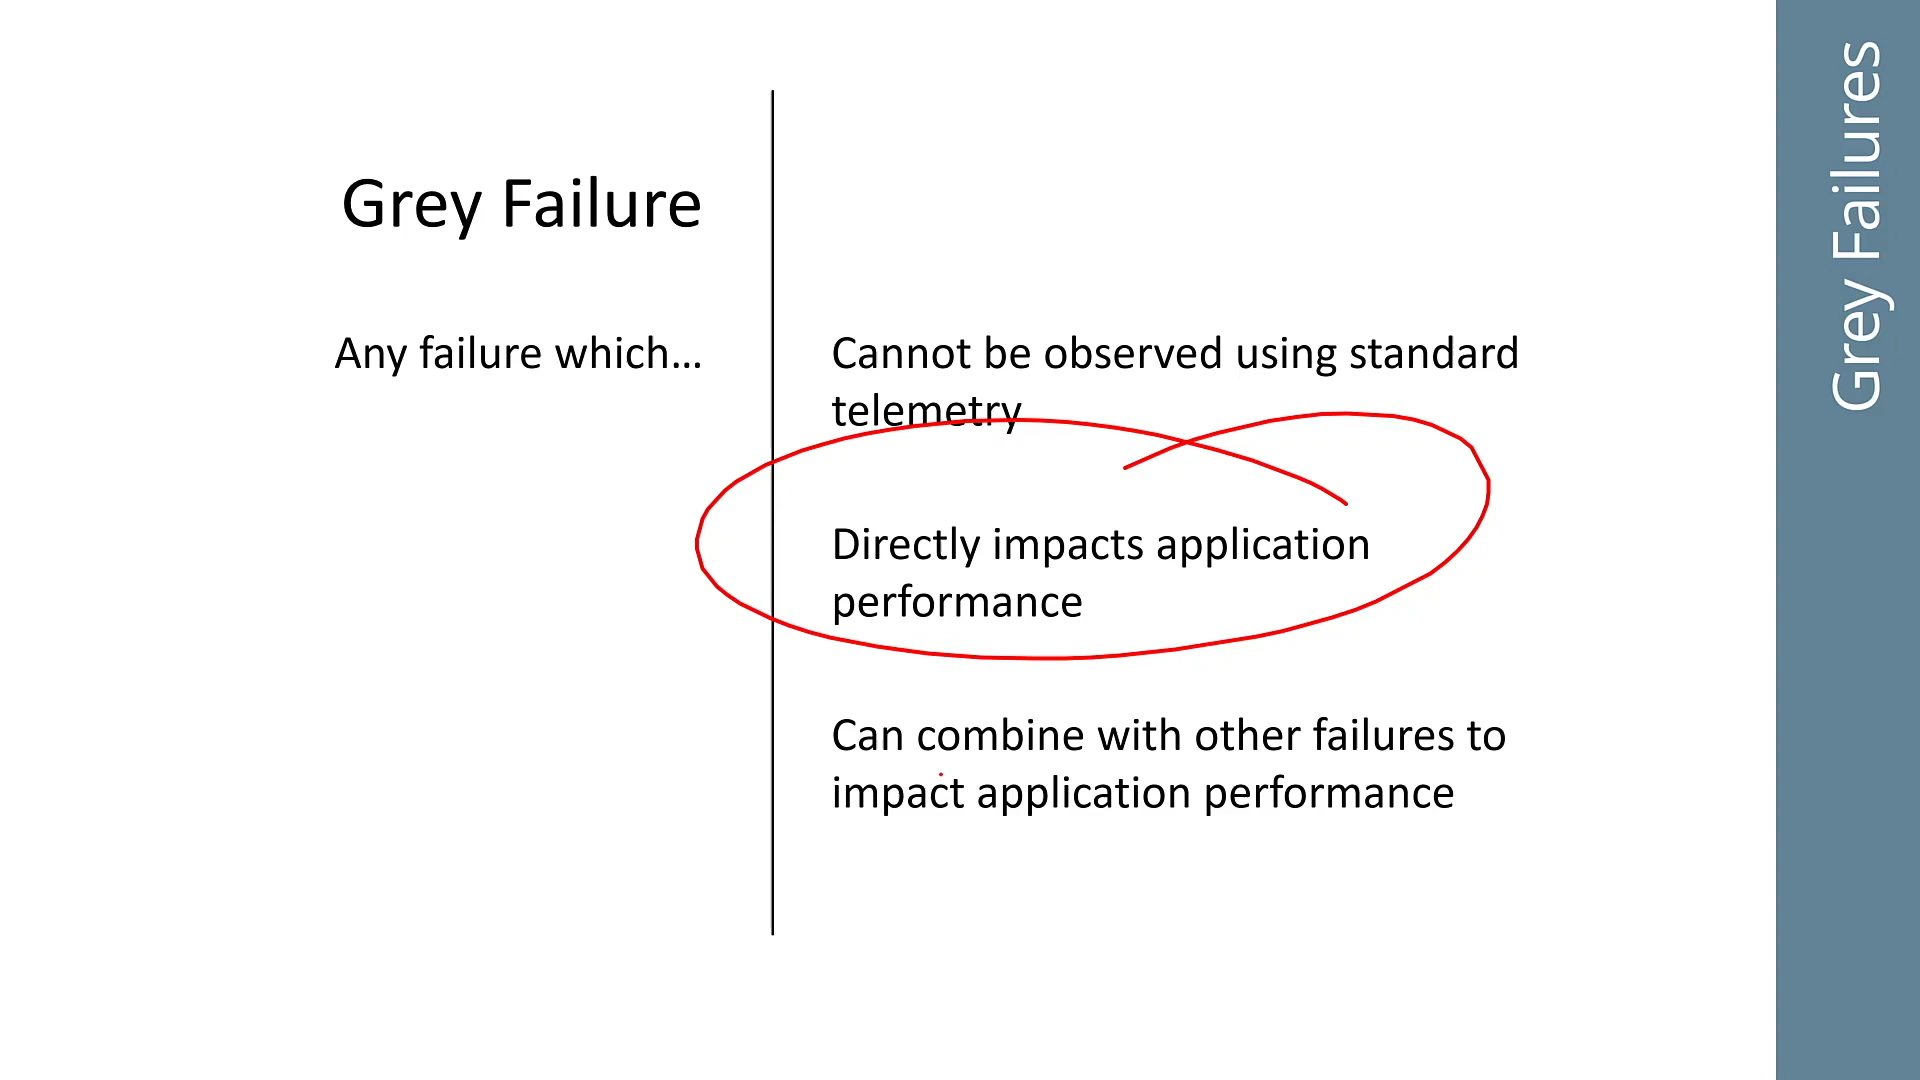 Grey Failure
Any failure which...
Cannot be observed using standard
telemetry
Directly impacts application
performance
Can combine with other failures to
impact application performance
Grey Failures